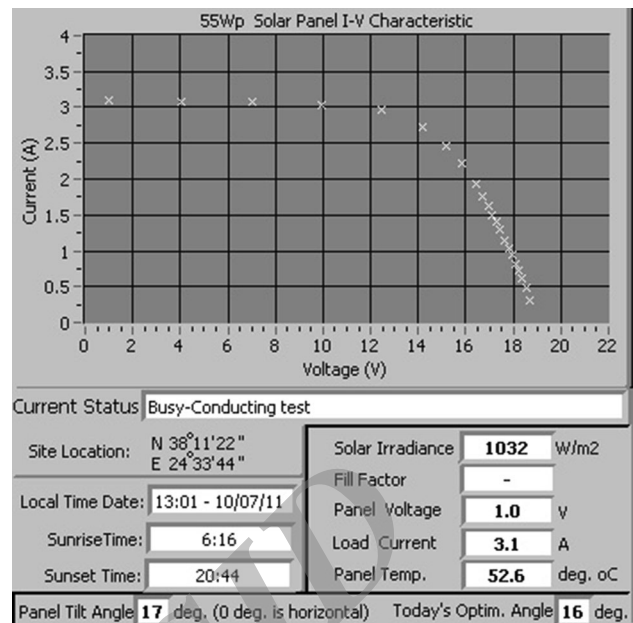 55Wp Solar Panel I-V Characteristic
4
3.5
3
2.5
2
1.5
1
0.5
0
Current (A)
0 2 4 6 8 10 12 14 16 18 20 22
Voltage (V)
Current Status Busy-Conducting test
Site Location: N 38°11'22"
E 24°33'44"
Local Time Date: 13:01 - 10/07/11
SunriseTime: 6:16
Sunset Time: 20:44
Solar Irradiance 1032 W/m2
Fill Factor -
Panel Voltage 1.0 V
Load Current 3.1 A
Panel Temp. 52.6 deg. oC
Panel Tilt Angle 17 deg. (0 deg. is horizontal) Today's Optim. Angle 16 deg.